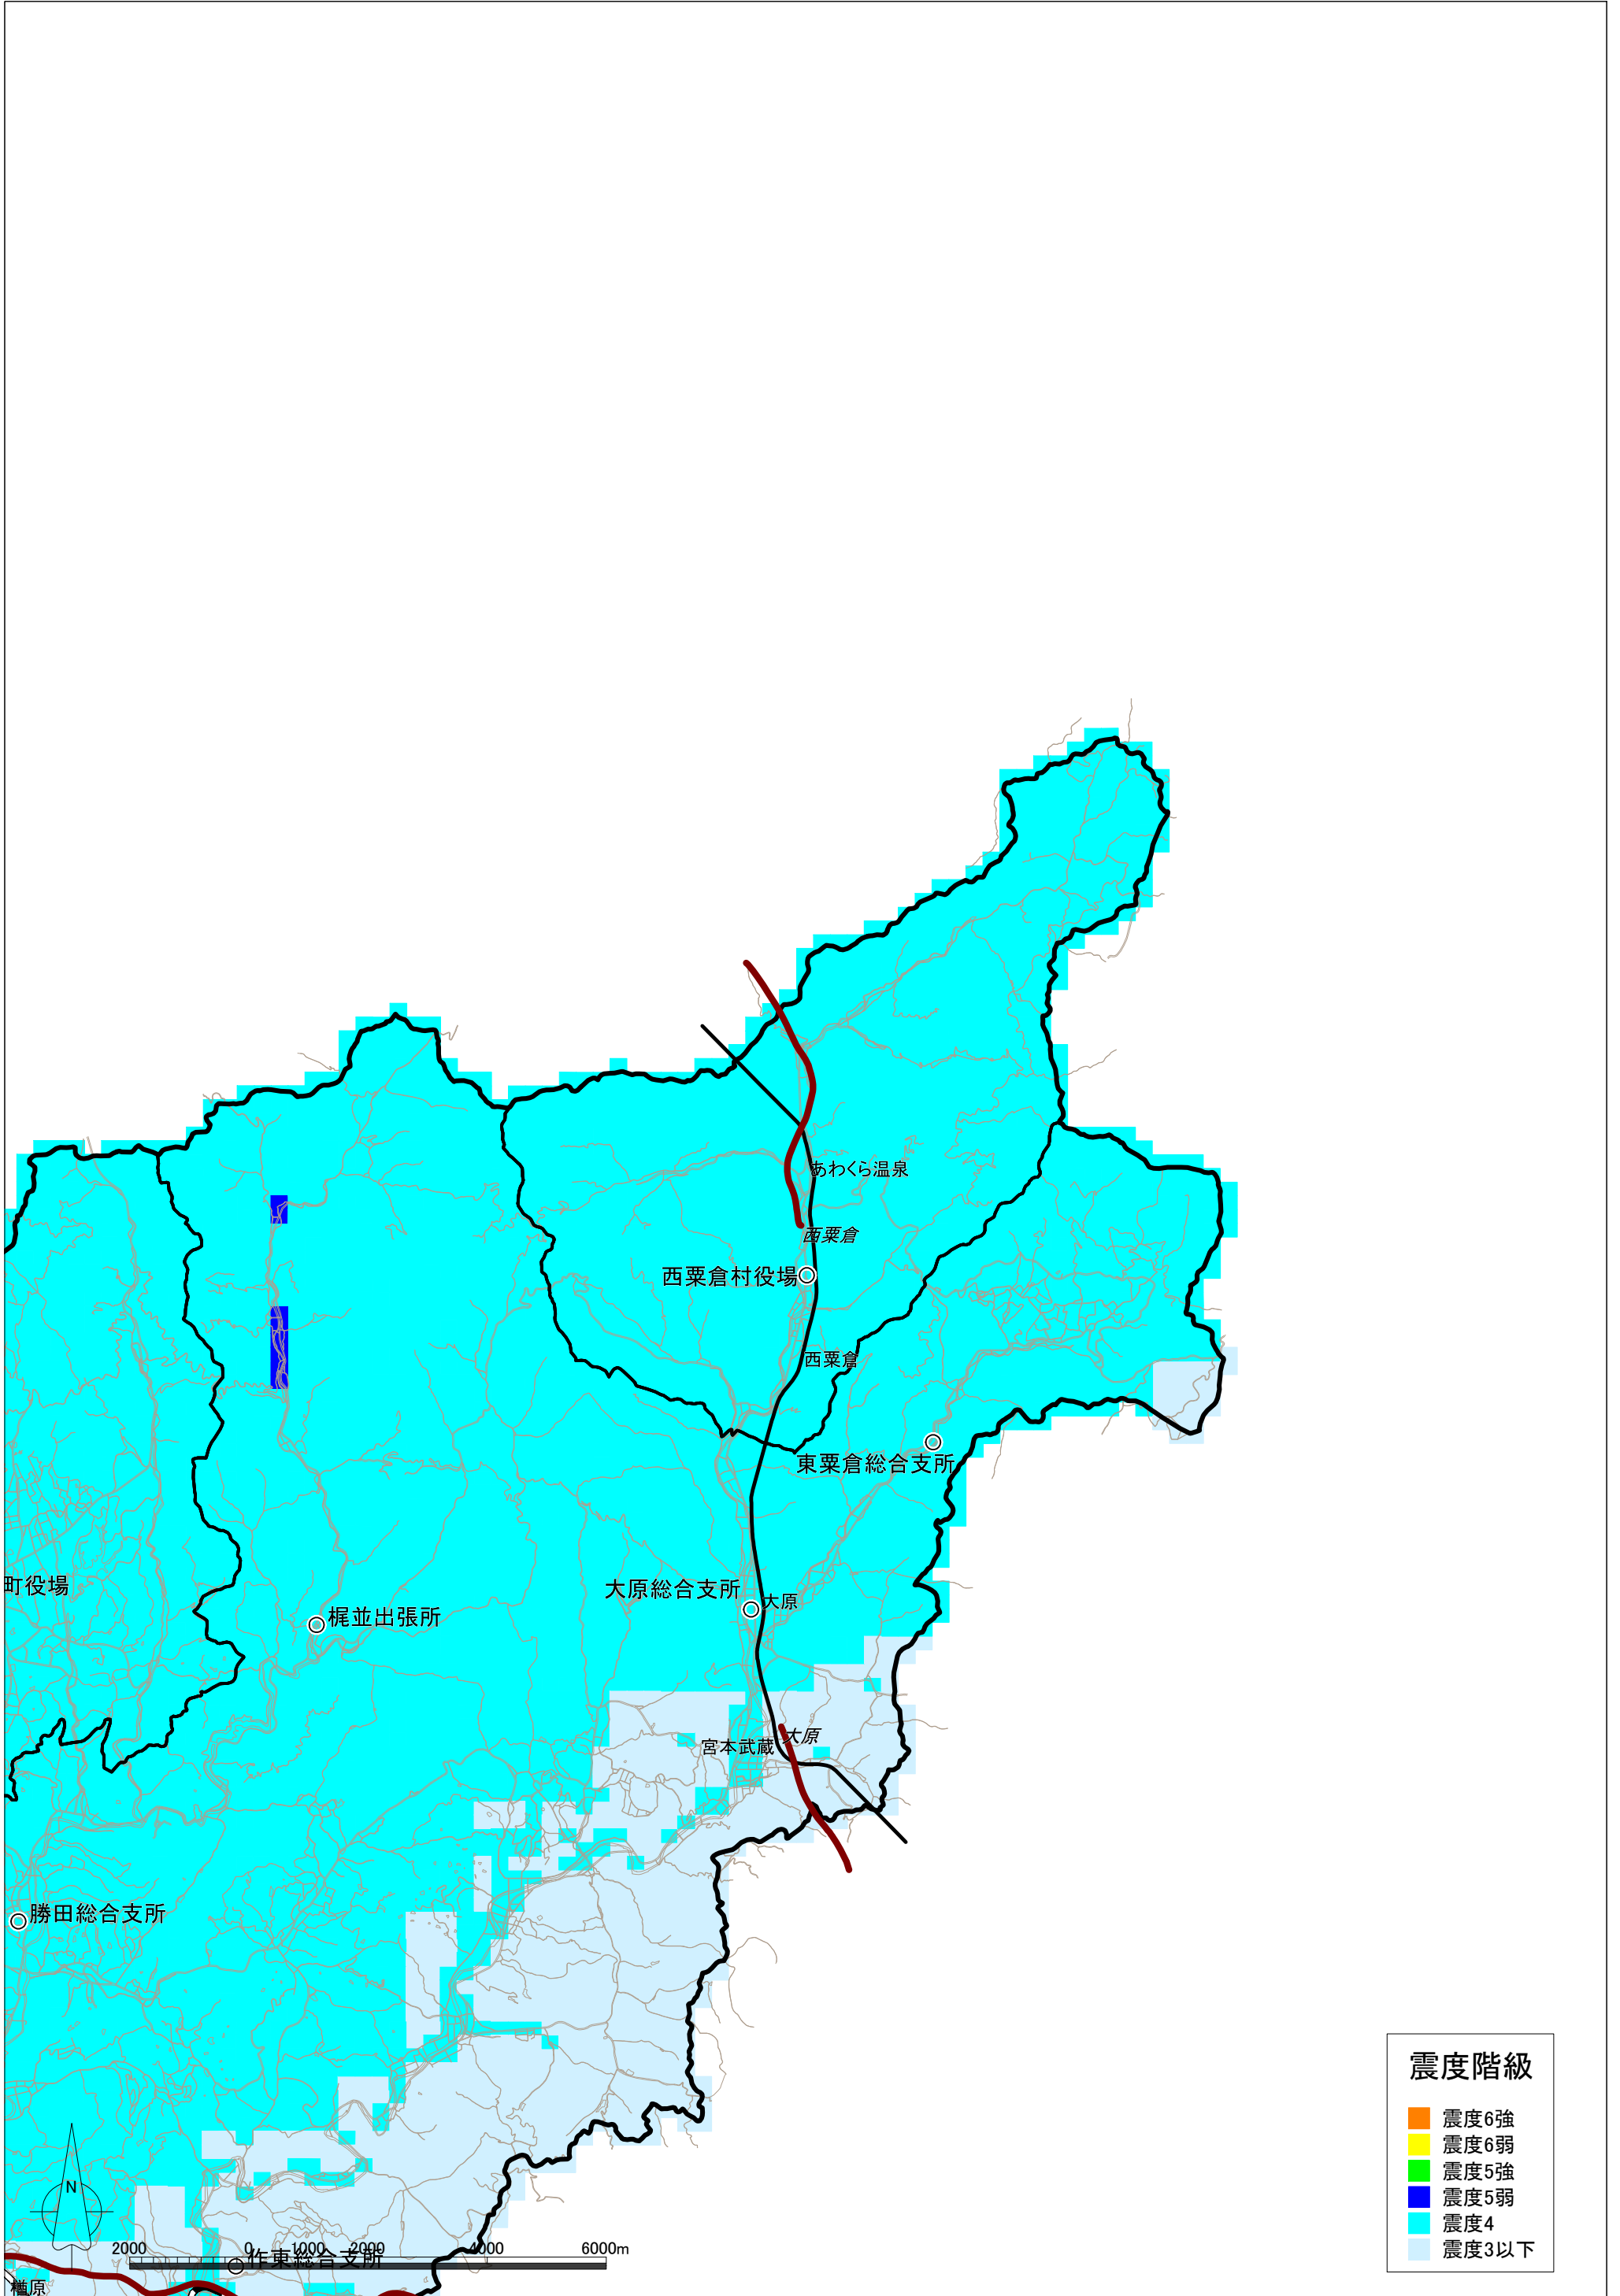 あわくら温泉
西粟倉
西粟倉村役場
西粟倉
東粟倉総合支所
町役場
大原総合支所
大原
梶並出張所
大原
宮本武蔵
勝田総合支所
N
2000 0 1000 2000 4000 6000m
作東総合支所
楢原
震度階級
震度6強
震度6弱
震度5強
震度5弱
震度4
震度3以下